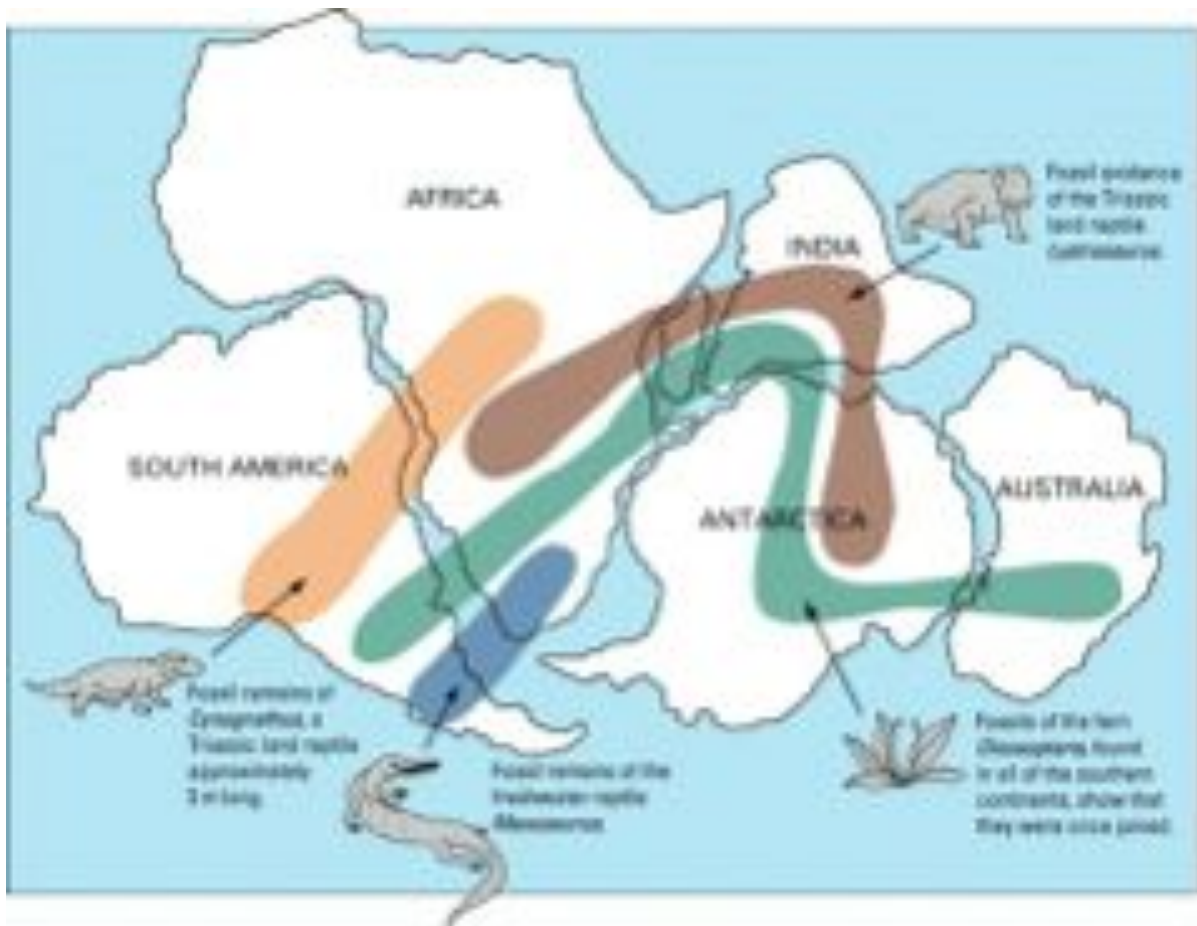 AFRICA
INDIA
Fossil evidence
of the Triassic
land reptile
Lystrosaurus.
SOUTH AMERICA
ANTARCTICA
AUSTRALIA
Fossil remains of
Cynognathus, a
Triassic land reptile
approximately
3 m long.
Fossil remains of the
freshwater reptile
Mesosaurus.
Fossils of the fern
Glossopteris, found
in all of the southern
continents, show that
they were once joined.